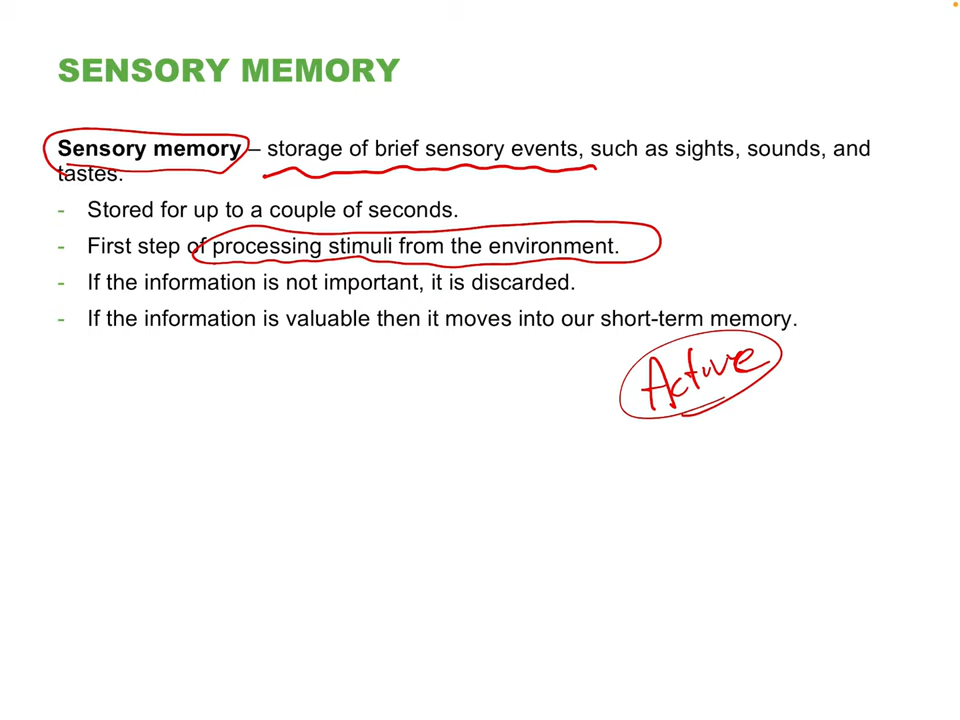 SENSORY MEMORY
Sensory memory – storage of brief sensory events, such as sights, sounds, and
tastes.
- Stored for up to a couple of seconds.
- First step of processing stimuli from the environment.
- If the information is not important, it is discarded.
- If the information is valuable then it moves into our short-term memory.
Active